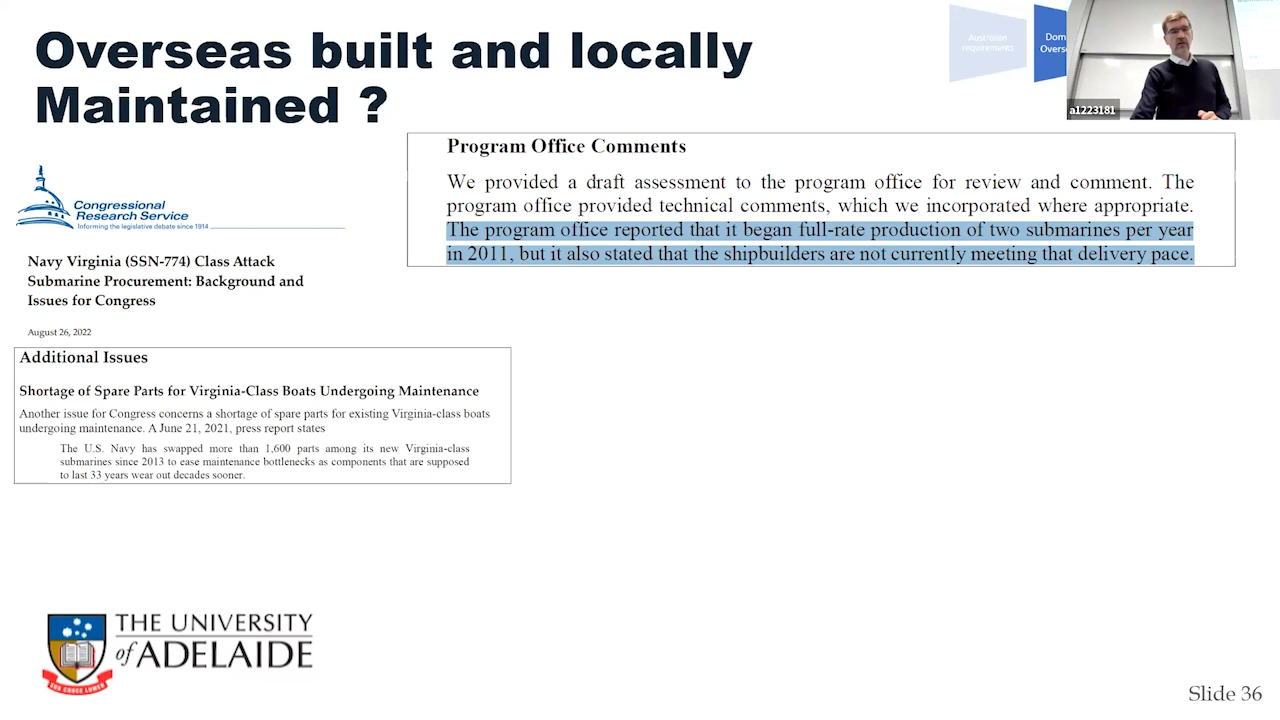 Overseas built and locally
Maintained ?
Australian
requirements
Dom
Overse
a1223181
Program Office Comments
We provided a draft assessment to the program office for review and comment. The
program office provided technical comments, which we incorporated where appropriate.
The program office reported that it began full-rate production of two submarines per year
in 2011, but it also stated that the shipbuilders are not currently meeting that delivery pace.
Congressional
Research Service
Informing the legislative debate since 1914
Navy Virginia (SSN-774) Class Attack
Submarine Procurement: Background and
Issues for Congress
August 26, 2022
Additional Issues
Shortage of Spare Parts for Virginia-Class Boats Undergoing Maintenance
Another issue for Congress concerns a shortage of spare parts for existing Virginia-class boats
undergoing maintenance. A June 21, 2021, press report states
The U.S. Navy has swapped more than 1,600 parts among its new Virginia-class
submarines since 2013 to ease maintenance bottlenecks as components that are supposed
to last 33 years wear out decades sooner.
THE UNIVERSITY
of ADELAIDE
SUB CRUCE LUMEN
Slide 36